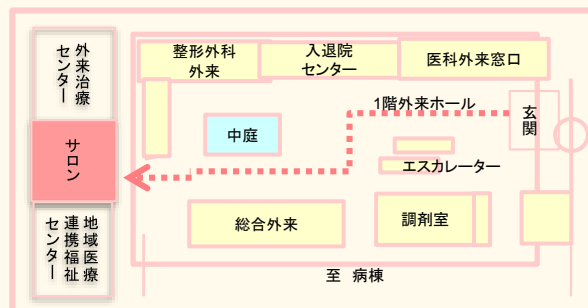 外来治療
センター
サロン
地域医療
連携福祉
センター
整形外科
外来
入退院
センター
医科外来窓口
1階外来ホール
玄関
中庭
エスカレーター
総合外来
調剤室
至 病棟